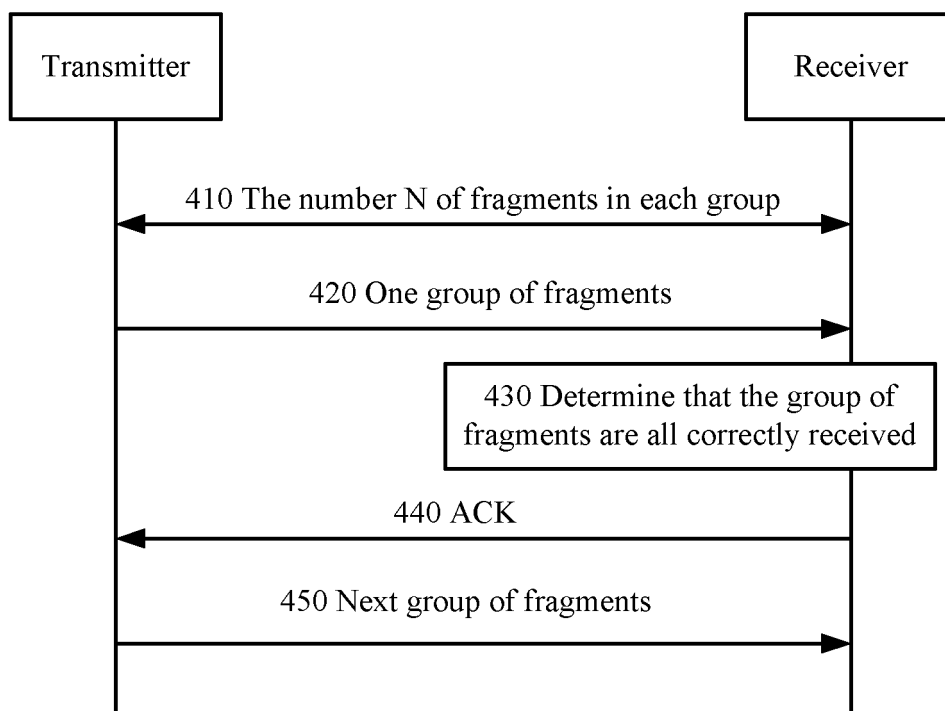 Transmitter
Receiver
410 The number N of fragments in each group
420 One group of fragments
430 Determine that the group of
fragments are all correctly received
440 ACK
450 Next group of fragments